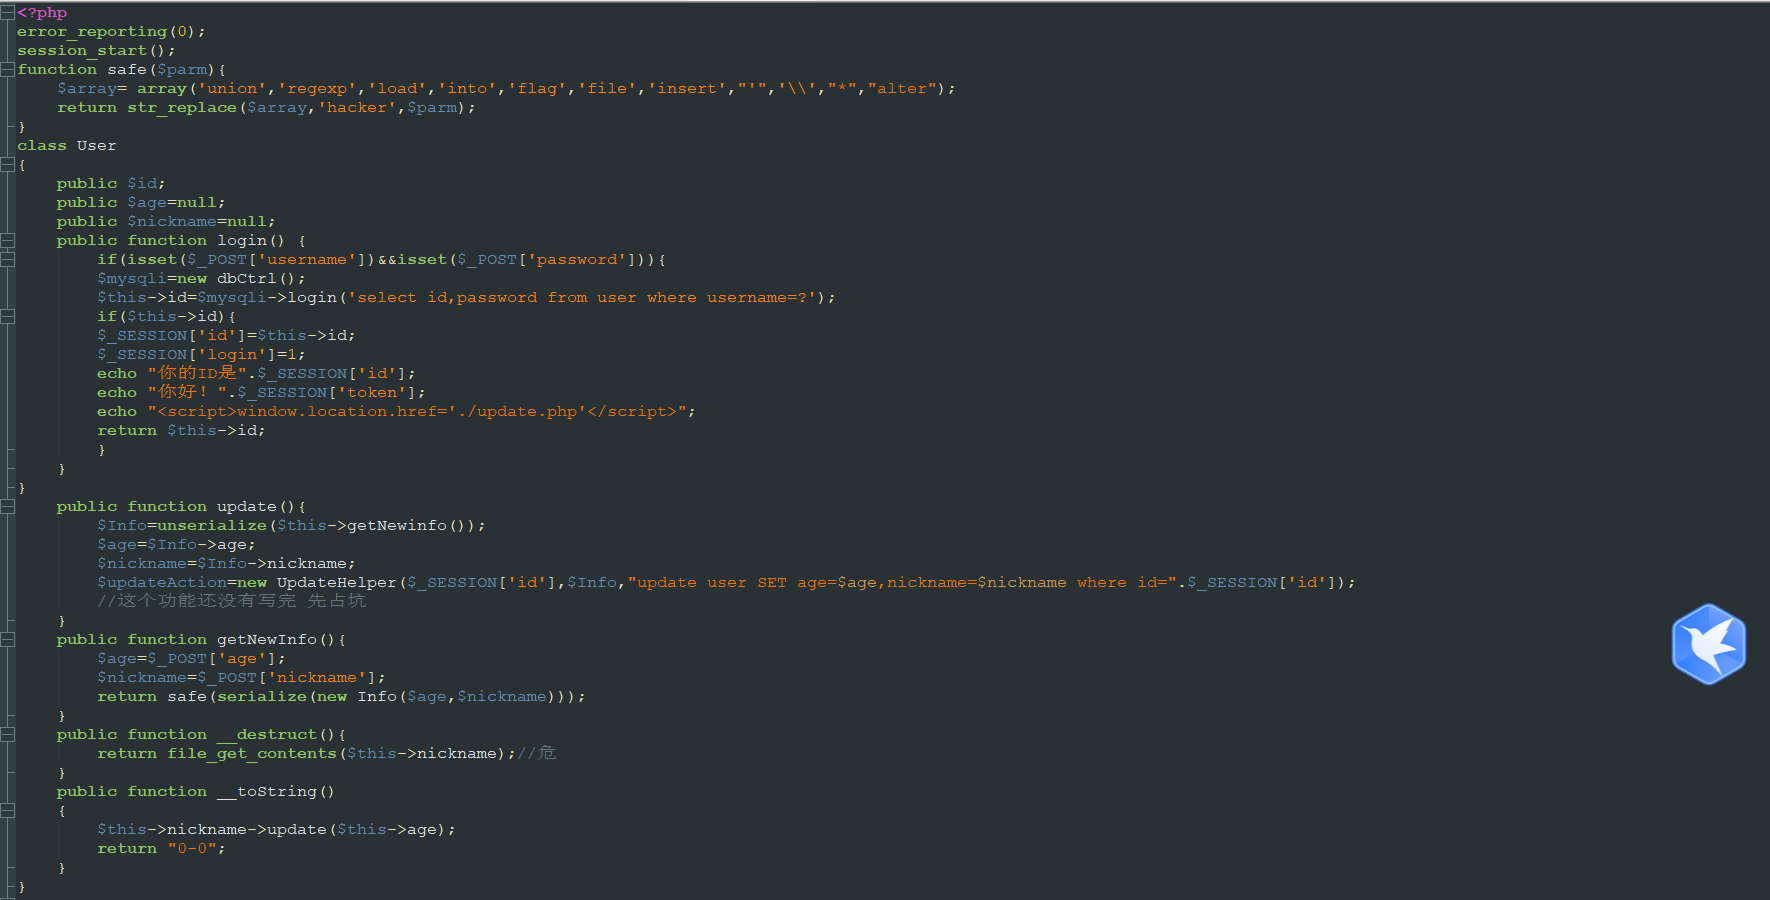 <?php
error_reporting(0);
session_start();
function safe($parm){
    $array= array('union','regexp','load','into','flag','file','insert',"'",'\\',"*","alter");
    return str_replace($array,'hacker',$parm);
}
class User
{
    public $id;
    public $age=null;
    public $nickname=null;
    public function login() {
        if(isset($_POST['username'])&&isset($_POST['password'])){
        $mysqli=new dbCtrl();
        $this->id=$mysqli->login('select id,password from user where username=?');
        if($this->id){
        $_SESSION['id']=$this->id;
        $_SESSION['login']=1;
        echo "你的ID是".$_SESSION['id'];
        echo "你好！".$_SESSION['token'];
        echo "<script>window.location.href='./update.php'</script>";
        return $this->id;
        }
    }
}
    public function update(){
        $Info=unserialize($this->getNewinfo());
        $age=$Info->age;
        $nickname=$Info->nickname;
        $updateAction=new UpdateHelper($_SESSION['id'],$Info,"update user SET age=$age,nickname=$nickname where id=".$_SESSION['id']);
        //这个功能还没有写完 先占坑
    }
    public function getNewInfo(){
        $age=$_POST['age'];
        $nickname=$_POST['nickname'];
        return safe(serialize(new Info($age,$nickname)));
    }
    public function __destruct(){
        return file_get_contents($this->nickname);//危
    }
    public function __toString()
    {
        $this->nickname->update($this->age);
        return "0-0";
    }
}